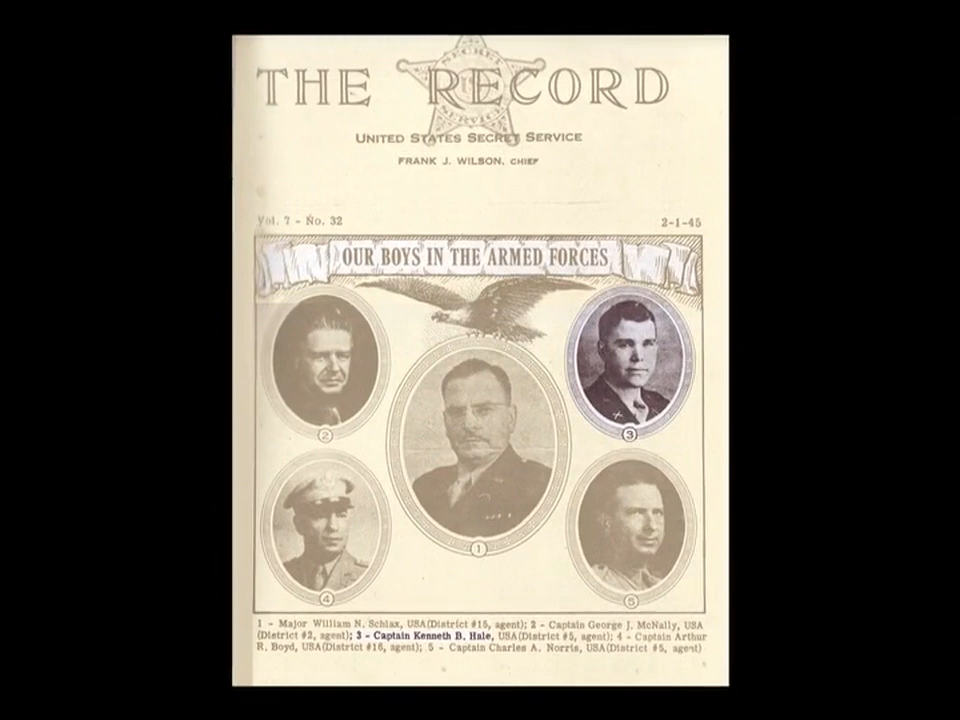 SECRET
THE RECORD
SERVICE
UNITED STATES SECRET SERVICE
FRANK J. WILSON, CHIEF
Vol. 7 - No. 32
2-1-45
OUR BOYS IN THE ARMED FORCES
2
3
1
4
5
1 - Major William N. Schlax, USA(District #15, agent); 2 - Captain George J. McNally, USA
(District #2, agent); 3 - Captain Kenneth B. Hale, USA(District #5, agent); 4 - Captain Arthur
R. Boyd, USA(District #16, agent); 5 - Captain Charles A. Norris, USA(District #5, agent)